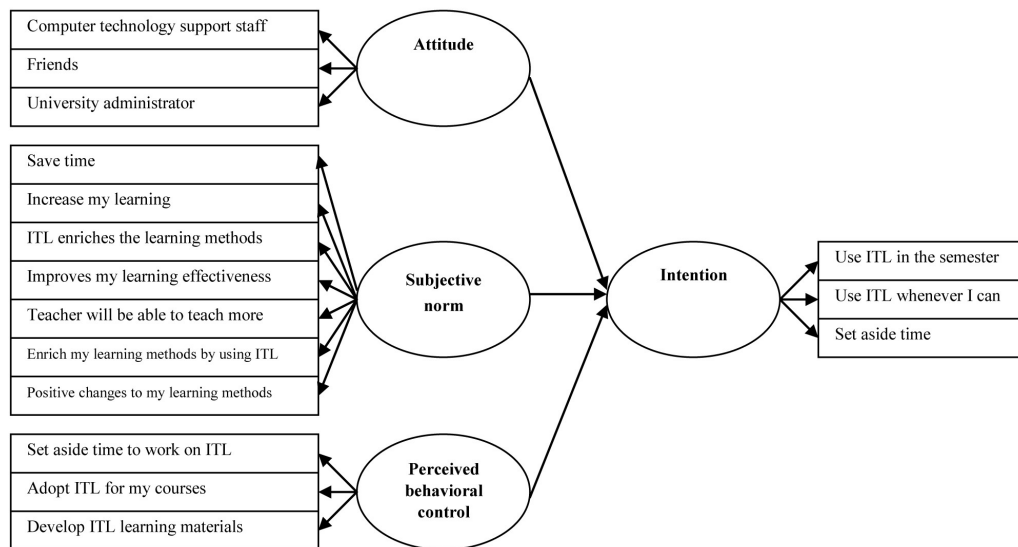 Computer technology support staff
Friends
University administrator
Attitude
Save time
Increase my learning
ITL enriches the learning methods
Improves my learning effectiveness
Teacher will be able to teach more
Enrich my learning methods by using ITL
Positive changes to my learning methods
Subjective
norm
Set aside time to work on ITL
Adopt ITL for my courses
Develop ITL learning materials
Perceived
behavioral
control
Intention
Use ITL in the semester
Use ITL whenever I can
Set aside time